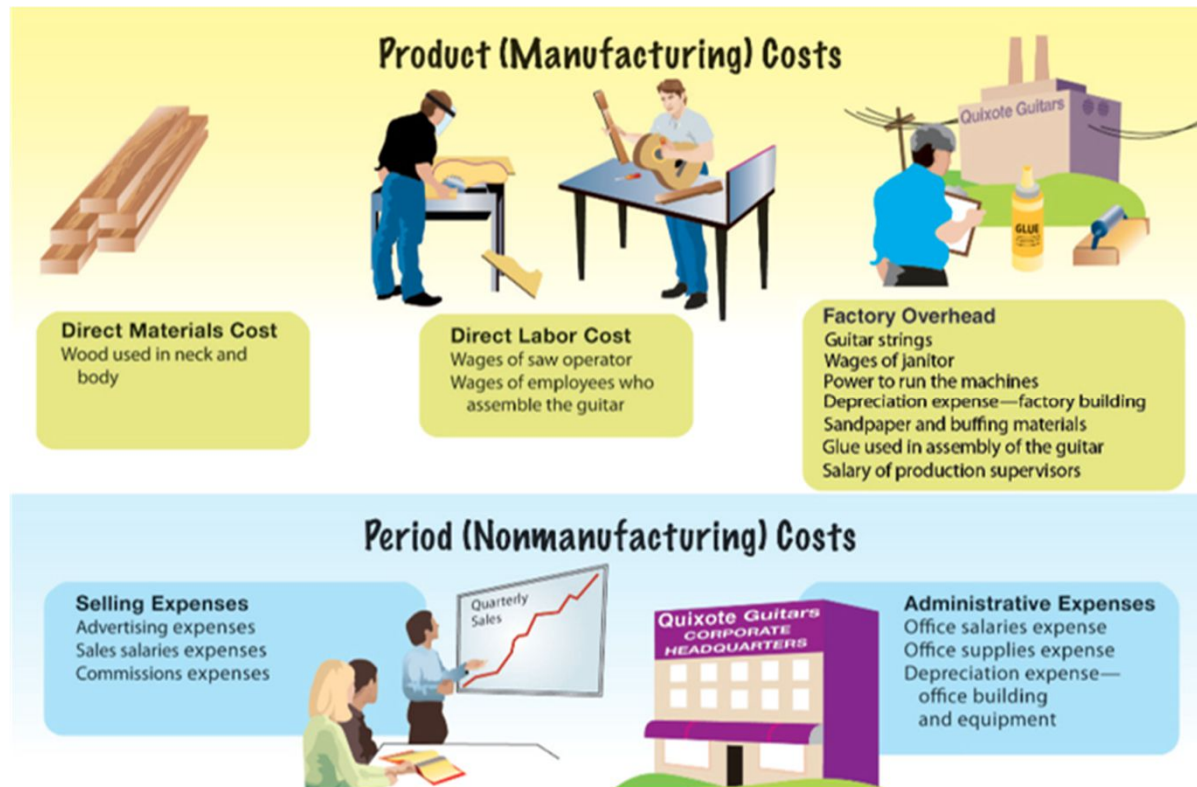 Product (Manufacturing) Costs
Quixote Guitars
GLUE
Direct Materials Cost
Wood used in neck and
body
Direct Labor Cost
Wages of saw operator
Wages of employees who
assemble the guitar
Factory Overhead
Guitar strings
Wages of janitor
Power to run the machines
Depreciation expense—factory building
Sandpaper and buffing materials
Glue used in assembly of the guitar
Salary of production supervisors
Period (Nonmanufacturing) Costs
Selling Expenses
Advertising expenses
Sales salaries expenses
Commissions expenses
Quarterly
Sales
Quixote Guitars
CORPORATE
HEADQUARTERS
Administrative Expenses
Office salaries expense
Office supplies expense
Depreciation expense—
office building
and equipment